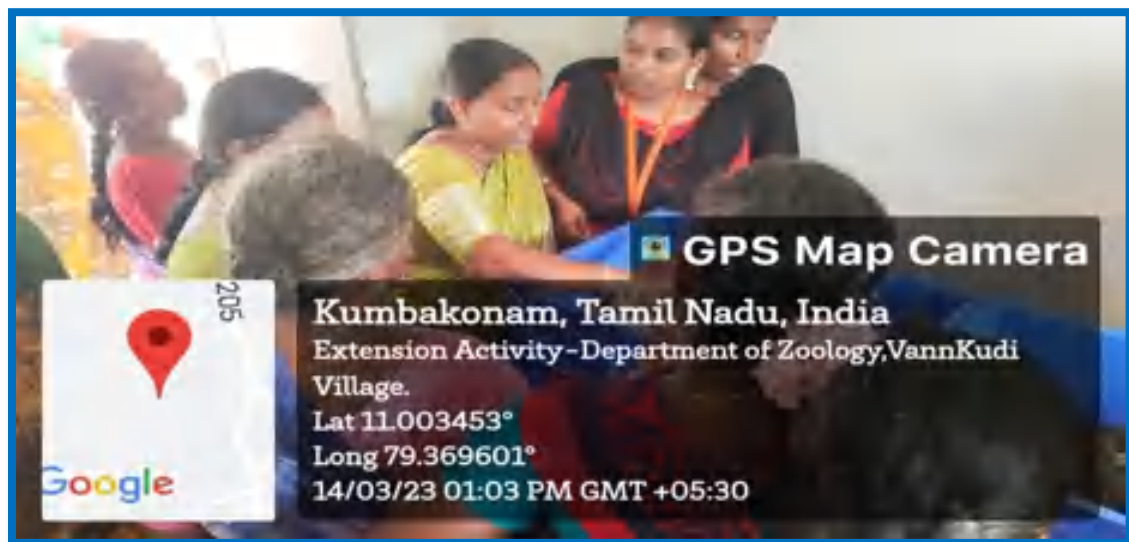 GPS Map Camera
205
Kumbakonam, Tamil Nadu, India
Extension Activity-Department of Zoology,VannKudi
Village.
Lat 11.003453°
Long 79.369601°
14/03/23 01:03 PM GMT +05:30
Google